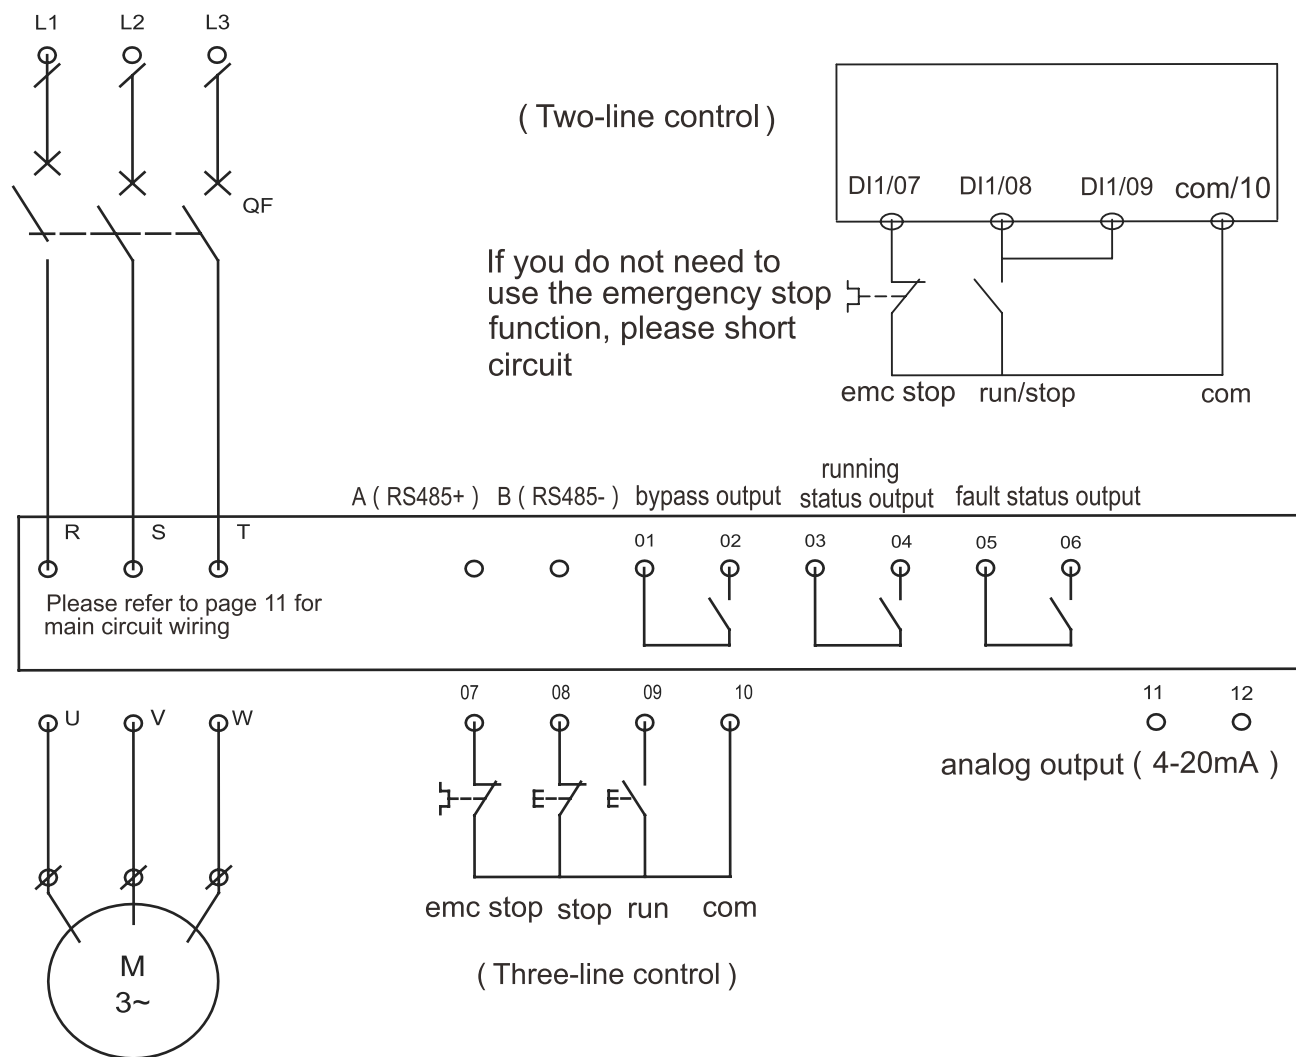 L1 L2 L3
( Two-line control )
QF
DI1/07 DI1/08 DI1/09 com/10
If you do not need to
use the emergency stop
function, please short
circuit
emc stop run/stop com
running
A ( RS485+ ) B ( RS485- ) bypass output status output fault status output
R S T
01 02 03 04 05 06
Please refer to page 11 for
main circuit wiring
07 08 09 10 11 12
U V W
analog output ( 4-20mA )
emc stop stop run com
M
3~
( Three-line control )